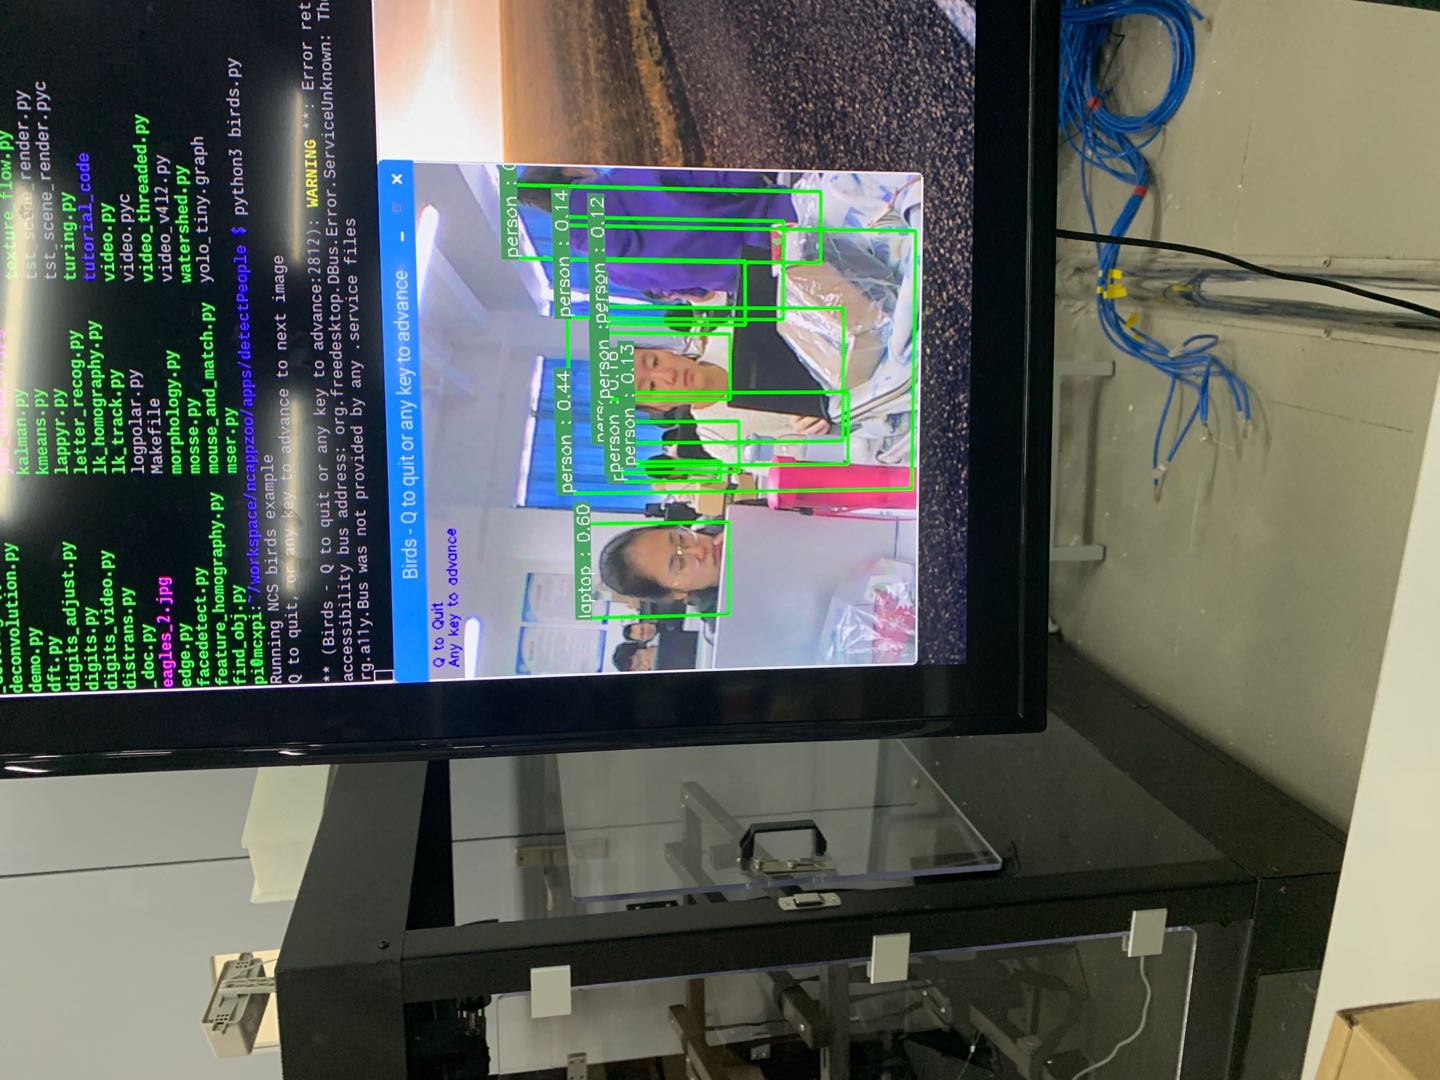 deconvolution.py
demo.py
dft.py
digits_adjust.py
digits.py
digits_video.py
distrans.py
_doc.py
eagles_2.jpg
edge.py
facedetect.py
feature_homography.py
find_obj.py
kalman.py
kmeans.py
lappyr.py
letter_recog.py
lk_homography.py
lk_track.py
logpolar.py
Makefile
morphology.py
mosse.py
mouse_and_match.py
mser.py
texture_flow.py
tst_scene_render.py
tst_scene_render.pyc
turing.py
tutorial_code
video.py
video.pyc
video_threaded.py
video_v4l2.py
watershed.py
yolo_tiny.graph
pi@mcxpi:~/workspace/ncappzoo/apps/detectPeople $ python3 birds.py
Running NCS birds example
Q to quit, or any key to advance to next image
** (Birds - Q to quit or any key to advance:2812): WARNING **: Error ret
accessibility bus address: org.freedesktop.DBus.Error.ServiceUnknown: Th
rg.a11y.Bus was not provided by any .service files
Birds - Q to quit or any key to advance
Q to Quit
Any key to advance
person :
person : 0.44
person : 0.14
laptop : 0.60
person :
person : 0.12
person : 0.16
person : 0.13